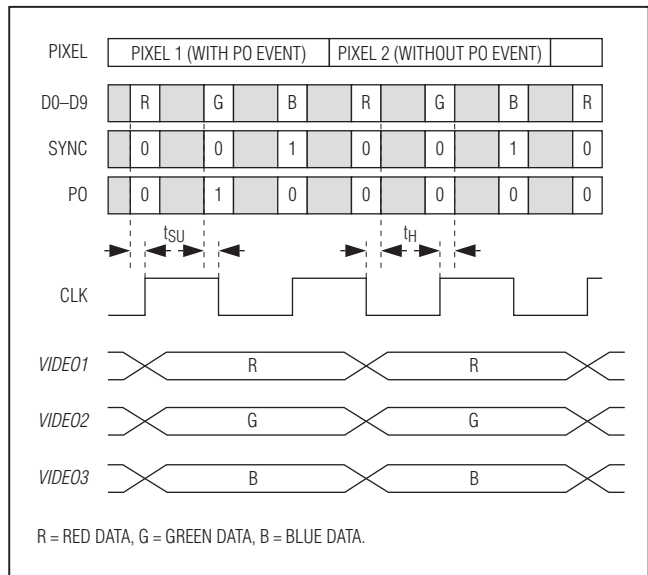 PIXEL PIXEL 1 (WITH PO EVENT) PIXEL 2 (WITHOUT PO EVENT)
D0–D9 R G B R G B R
SYNC 0 0 1 0 0 1 0
PO 0 1 0 0 0 0 0
tSU tH
CLK
VIDEO1 R R
VIDEO2 G G
VIDEO3 B B
R = RED DATA, G = GREEN DATA, B = BLUE DATA.